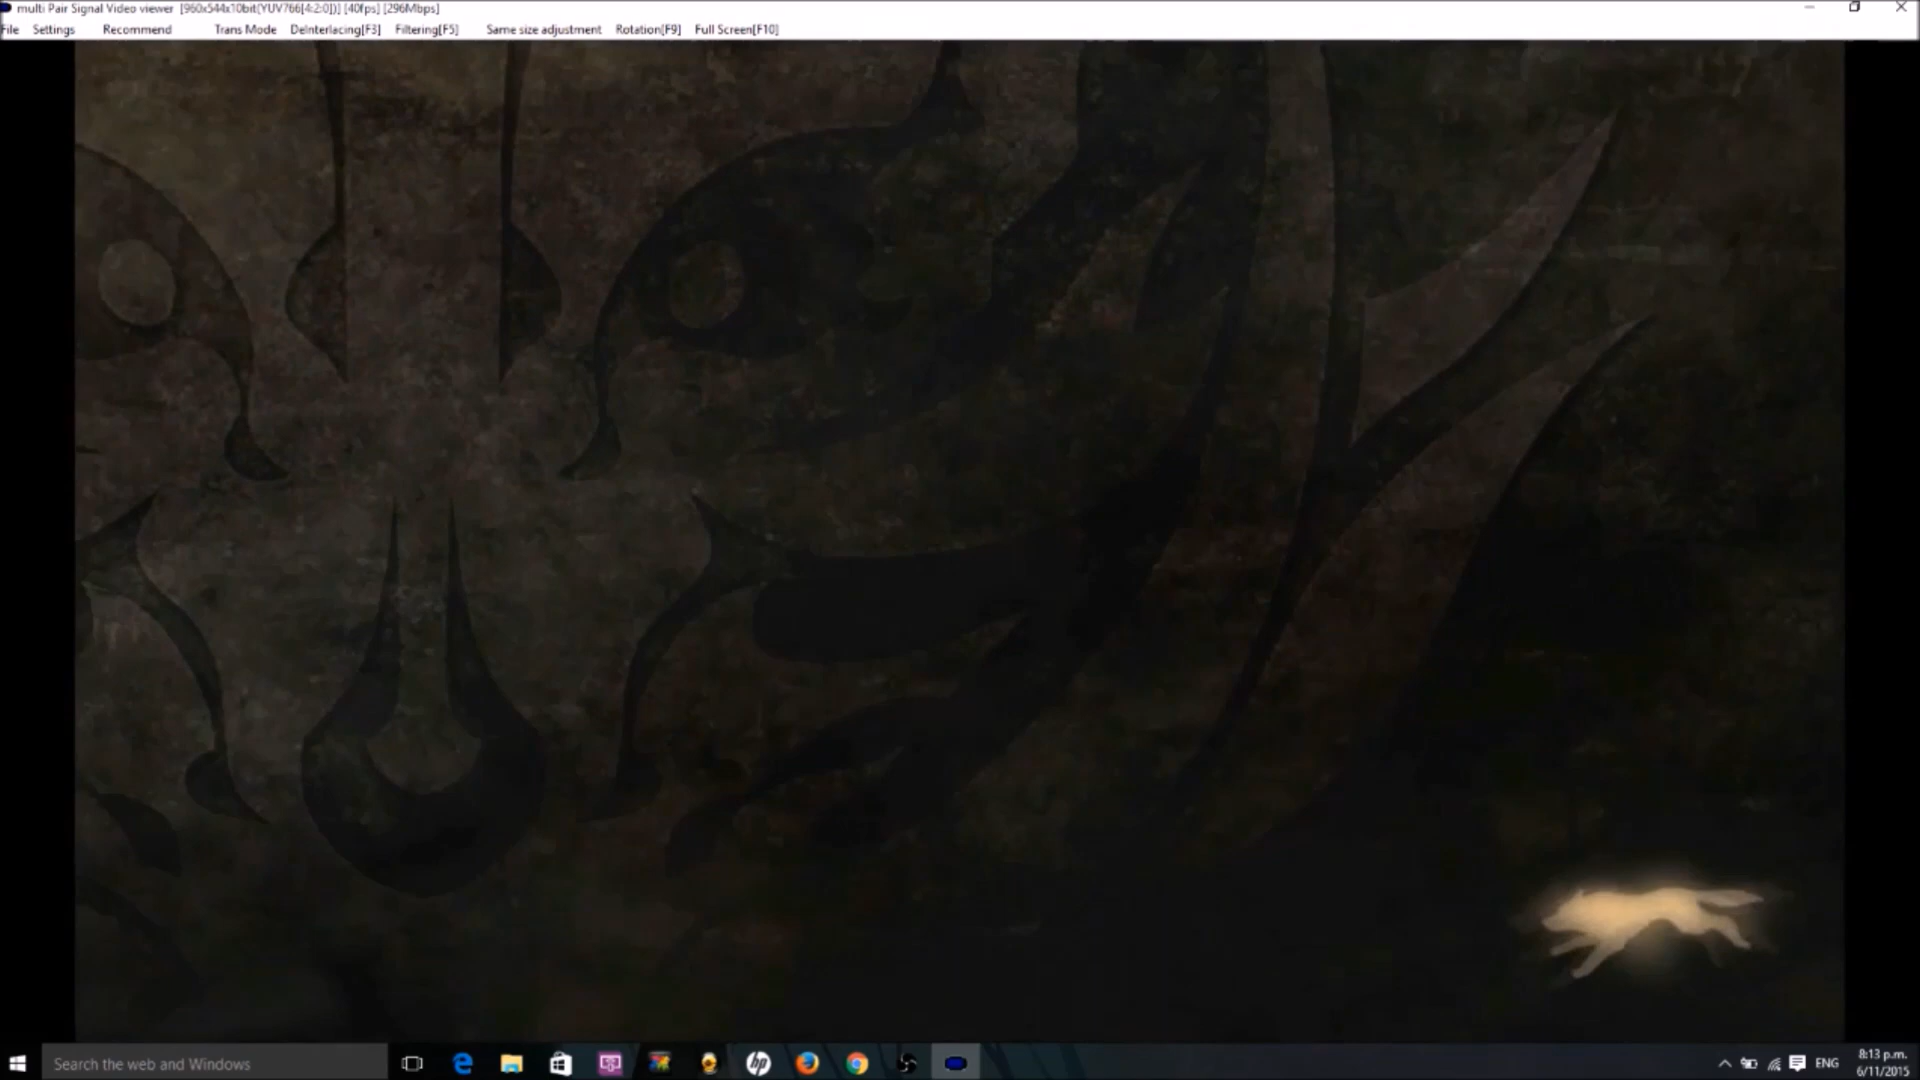 multi Pair Signal Video viewer [960x544x10bit(YUV766[4:2:0])] [40fps] [296Mbps]
File Settings Recommend Trans Mode DeInterlacing[F3] Filtering[F5] Same size adjustment Rotation[F9] Full Screen[F10]
Search the web and Windows
hp
ENG
8:13 p.m.
6/11/2015